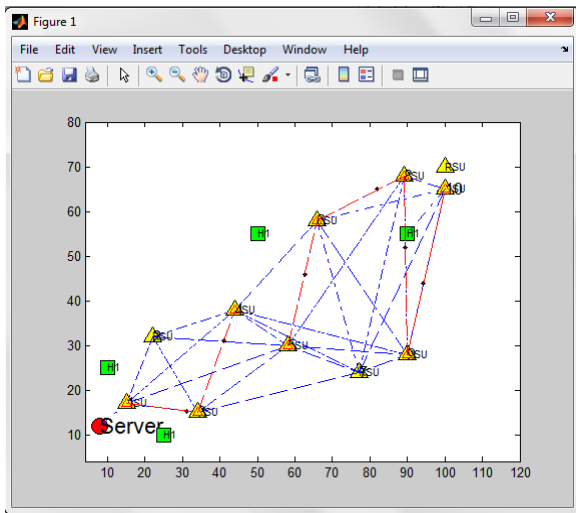 Figure 1
File Edit View Insert Tools Desktop Window Help
80
70
60
50
40
30
20
10
RSU
10
RSU
RSU
RSU
H1
H1
RSU
RSU
RSU
RSU
H1
RSU
RSU
Server
H1
10 20 30 40 50 60 70 80 90 100 110 120